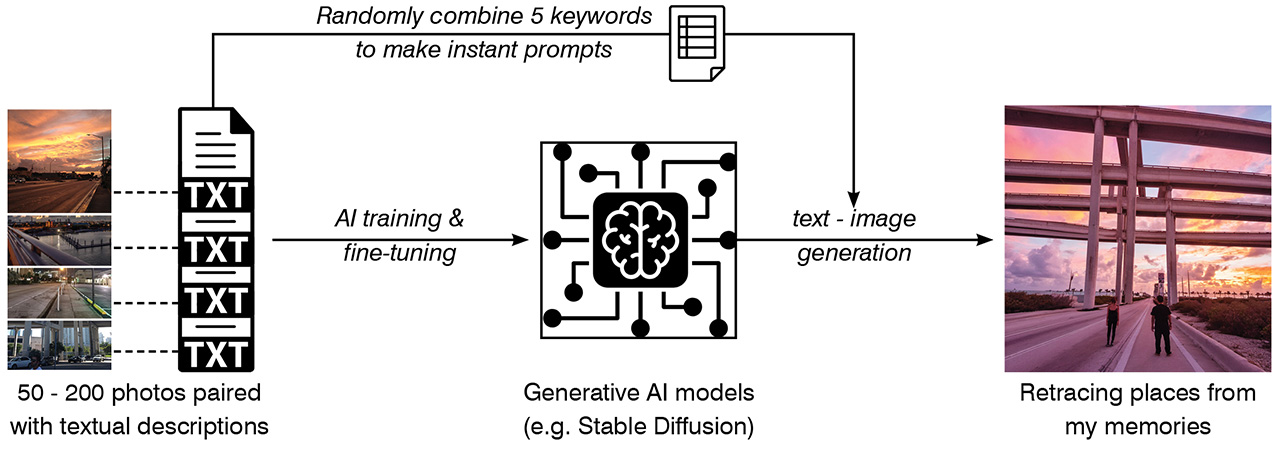 Randomly combine 5 keywords
to make instant prompts
TXT
TXT
TXT
TXT
AI training &
fine-tuning
text - image
generation
50 - 200 photos paired
with textual descriptions
Generative AI models
(e.g. Stable Diffusion)
Retracing places from
my memories